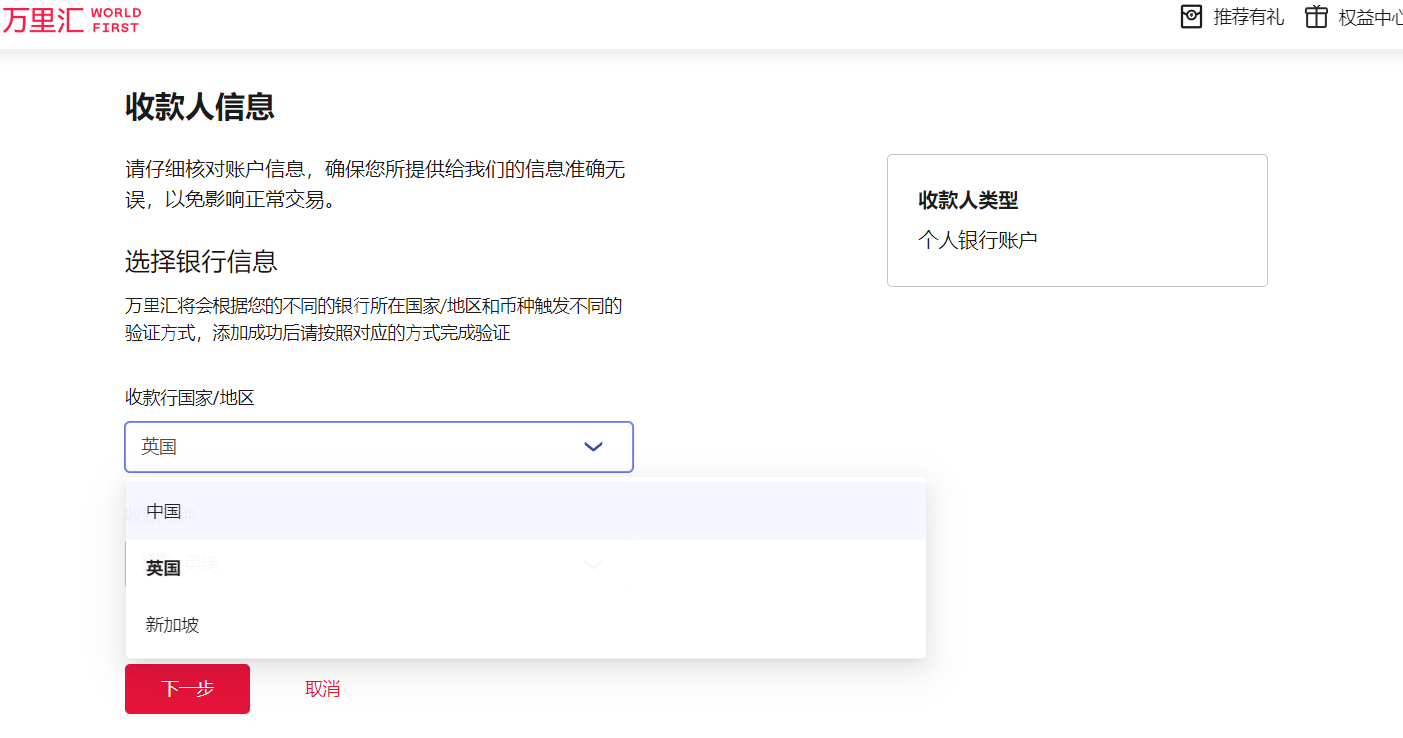 万里汇 WORLD FIRST
推荐有礼 权益中心
收款人信息
请仔细核对账户信息，确保您所提供给我们的信息准确无
误，以免影响正常交易。
收款人类型
个人银行账户
选择银行信息
万里汇将会根据您的不同的银行所在国家/地区和币种触发不同的
验证方式，添加成功后请按照对应的方式完成验证
收款行国家/地区
英国
中国
英国
英镑
新加坡
下一步 取消